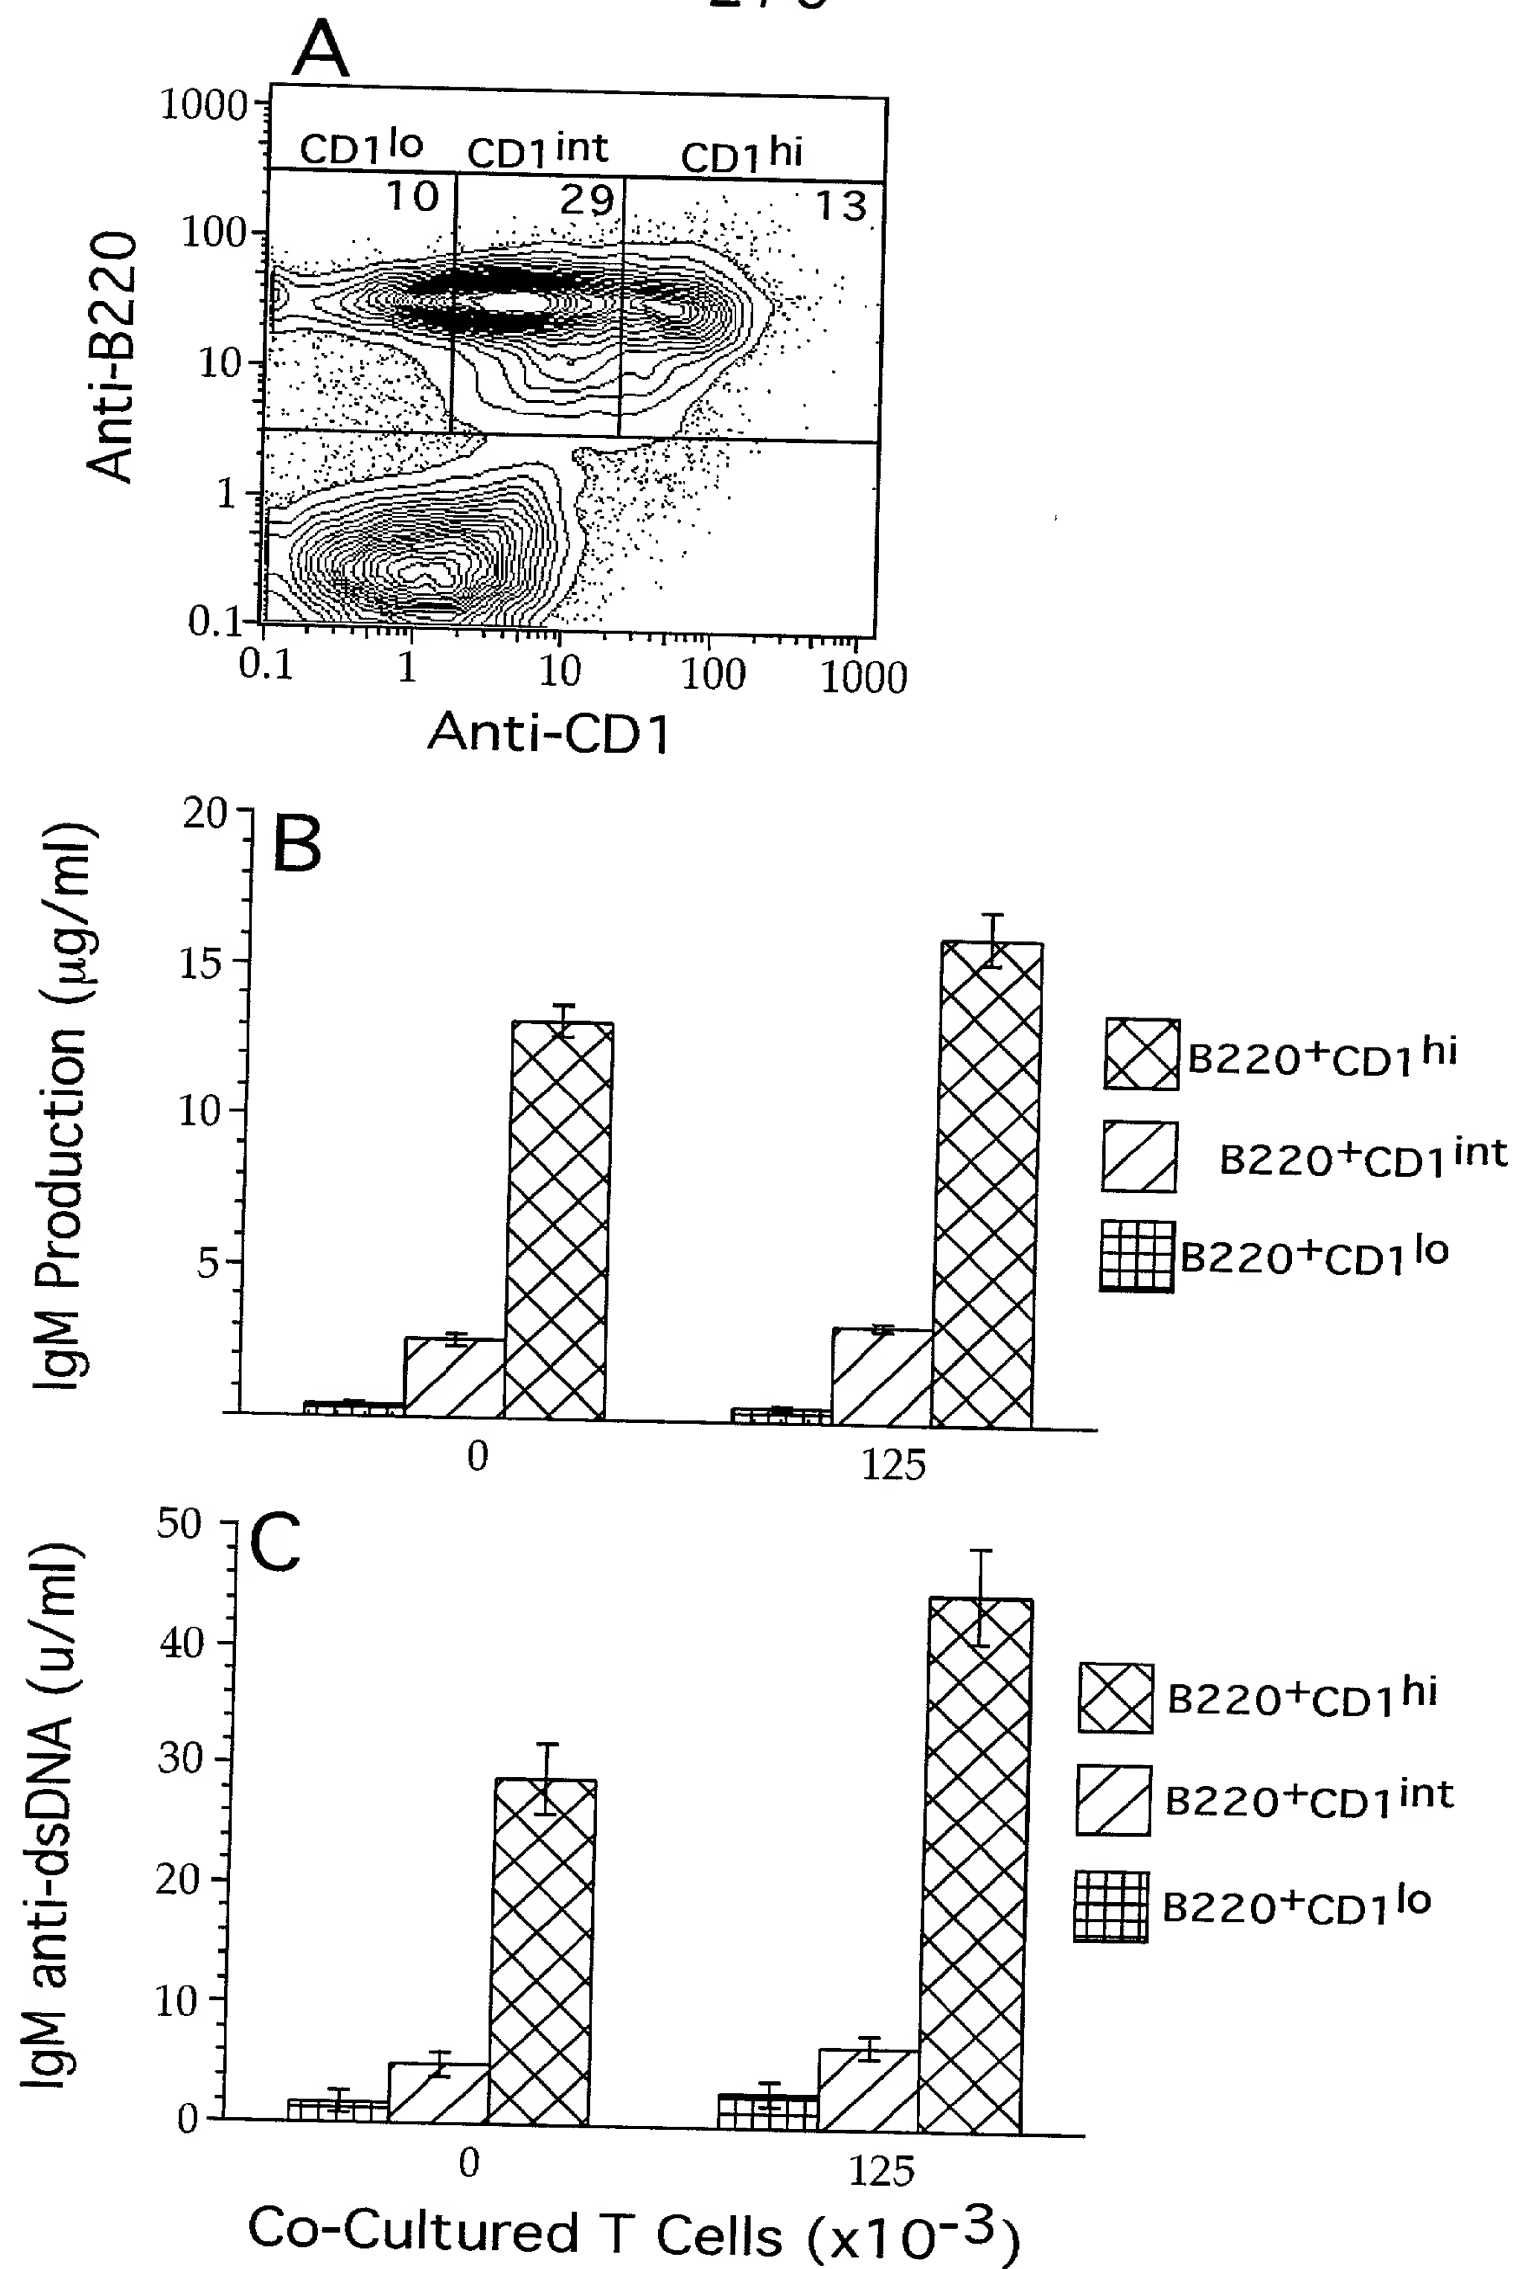 A
1000
CD1lo CD1int CD1hi
10 29 13
100
10
1
0.1
Anti-B220
0.1 1 10 100 1000
Anti-CD1
B
20
15
10
5
IgM Production (µg/ml)
B220+CD1hi
B220+CD1int
B220+CD1lo
0 125
C
50
40
30
20
10
0
IgM anti-dsDNA (u/ml)
B220+CD1hi
B220+CD1int
B220+CD1lo
0 125
Co-Cultured T Cells (x10-3)